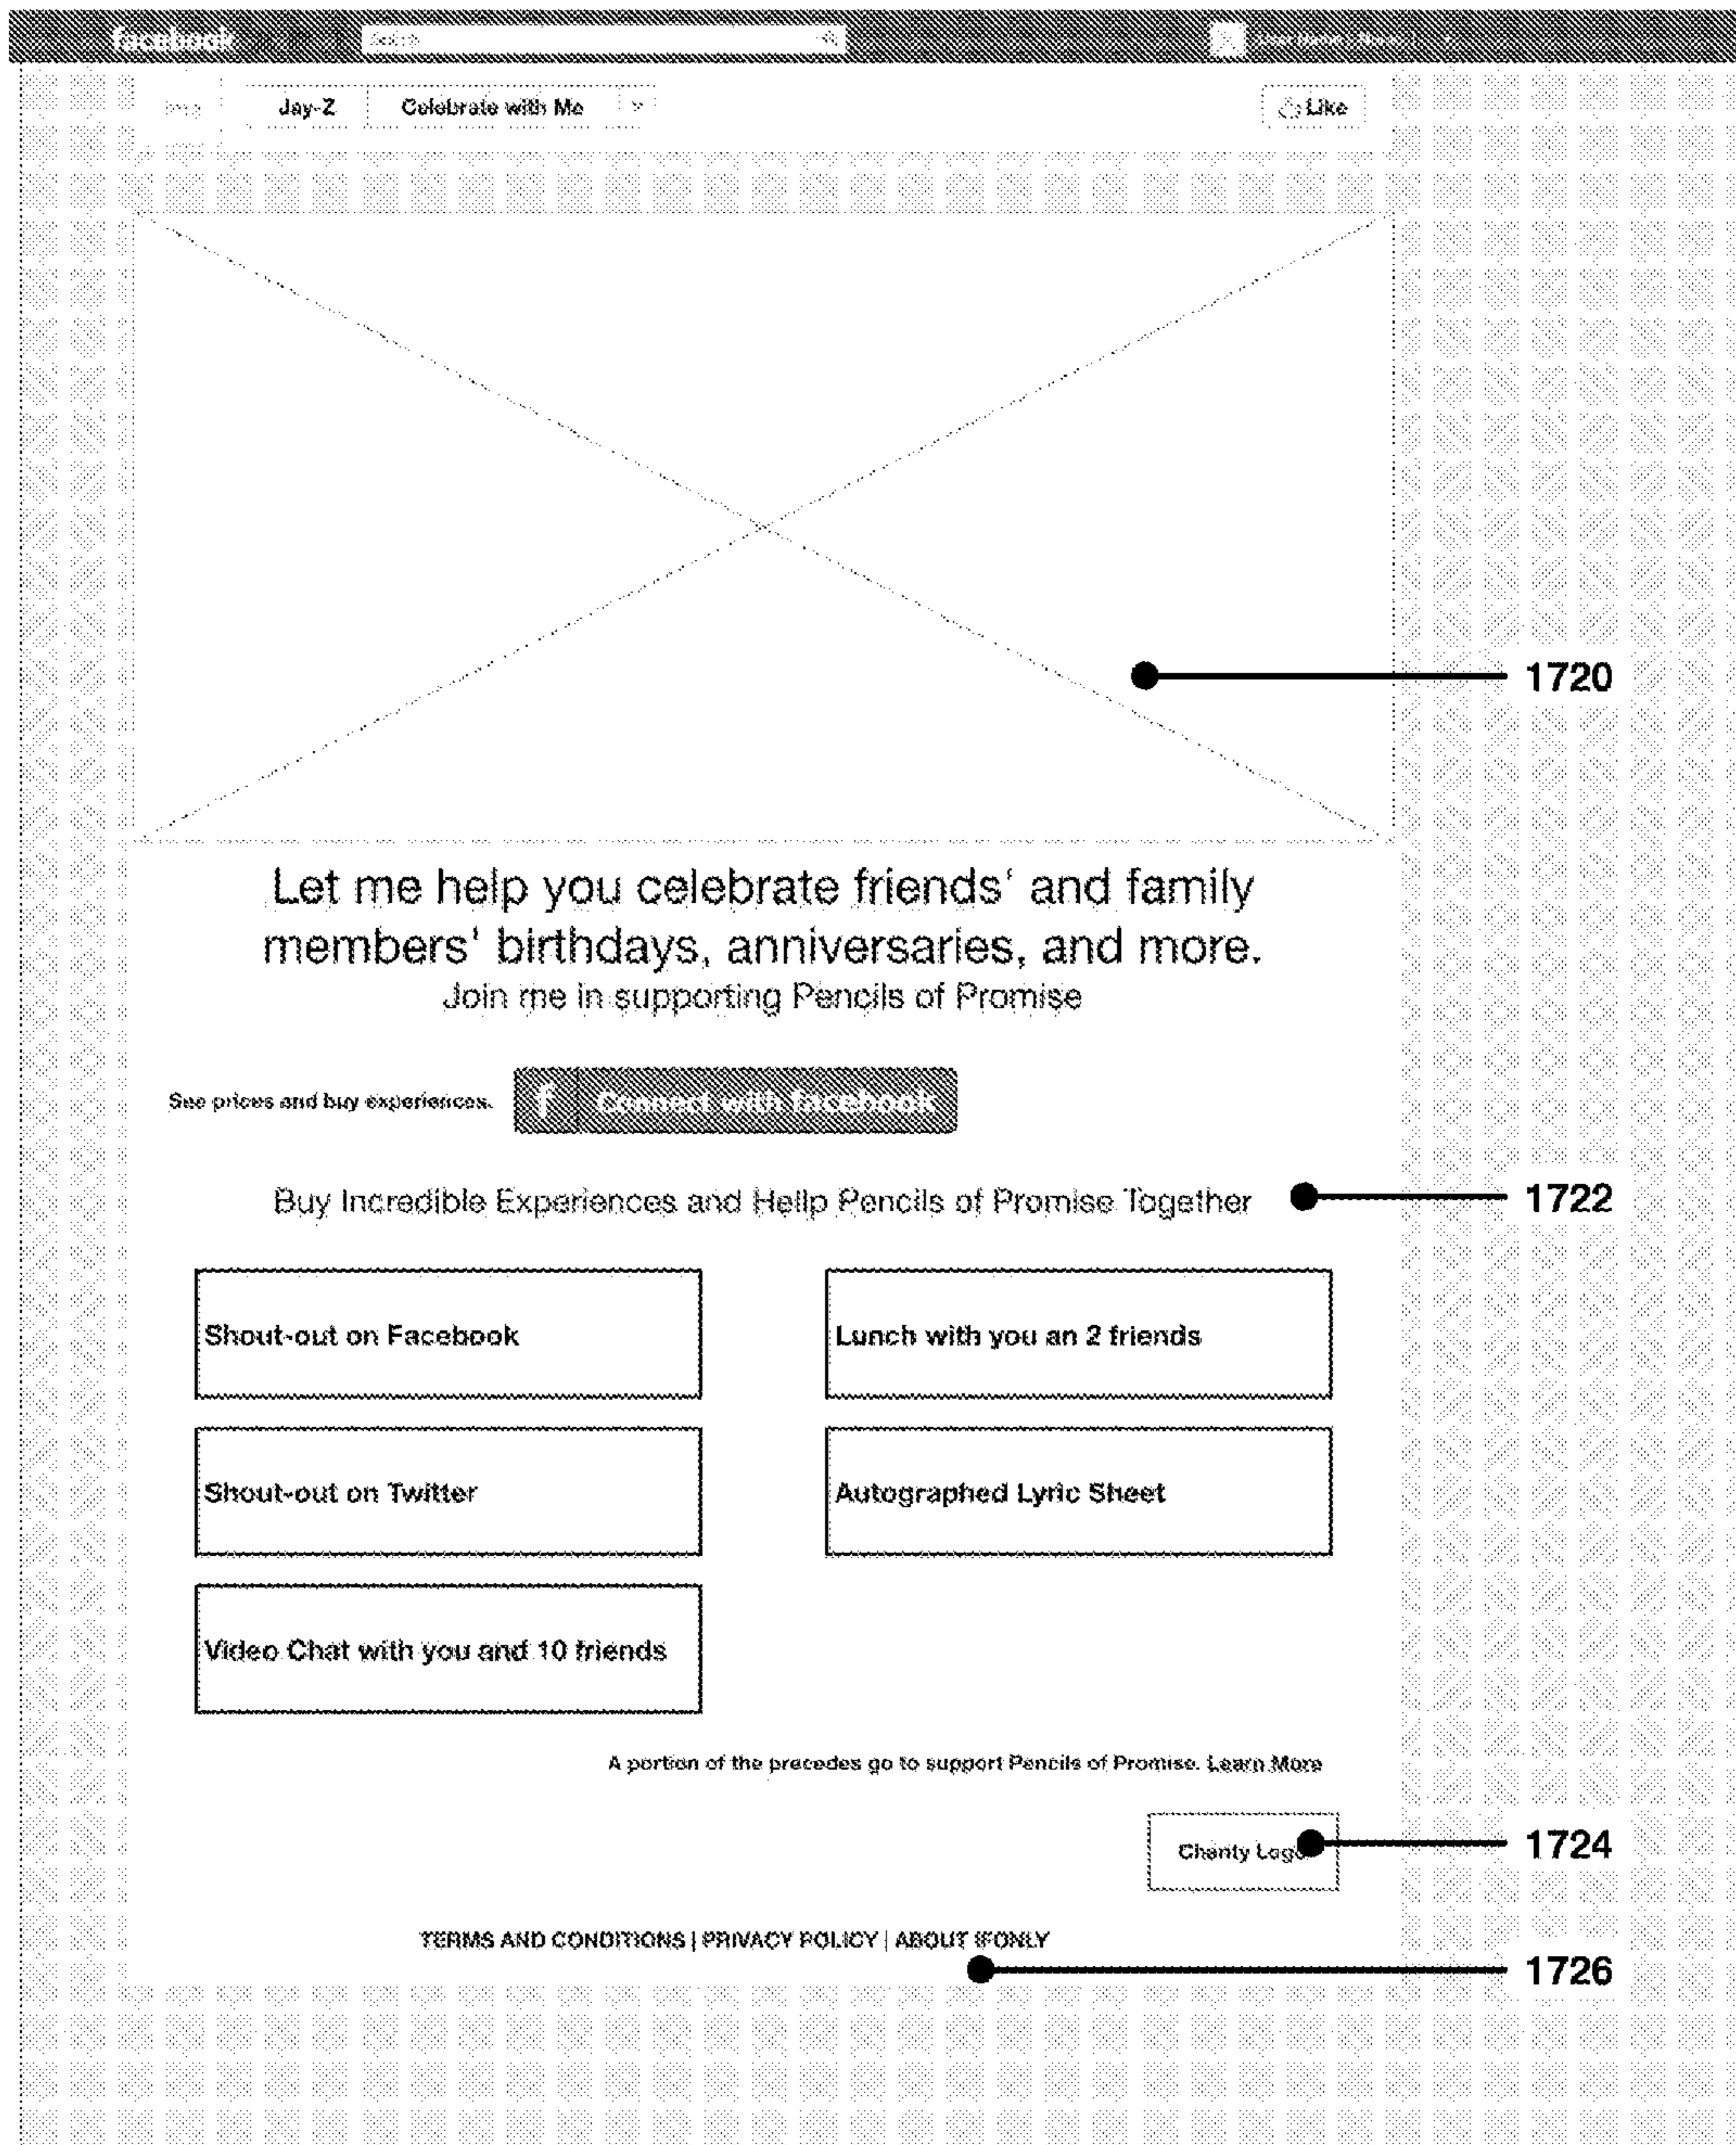 facebook
Search
Jay-Z Celebrate with Me
Like
1720
Let me help you celebrate friends' and family
members' birthdays, anniversaries, and more.
Join me in supporting Pencils of Promise
See prices and buy experiences. f Connect with facebook
Buy Incredible Experiences and Hellp Pencils of Promise Together 1722
Shout-out on Facebook
Lunch with you an 2 friends
Shout-out on Twitter
Autographed Lyric Sheet
Video Chat with you and 10 friends
A portion of the precedes go to support Pencils of Promise. Learn More
Charity Logo 1724
TERMS AND CONDITIONS | PRIVACY POLICY | ABOUT IFONLY
1726